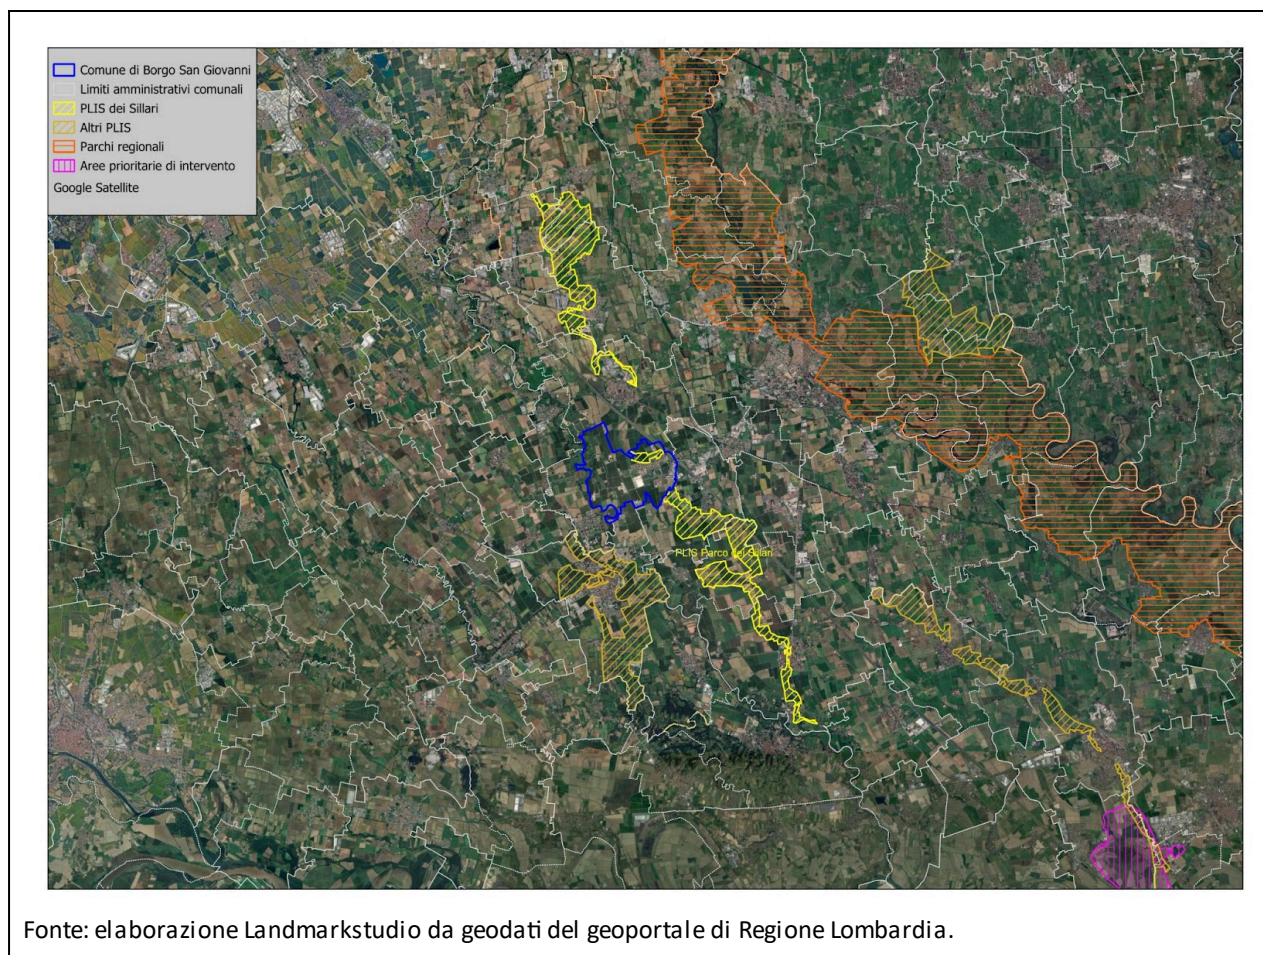 Comune di Borgo San Giovanni
Limiti amministrativi comunali
PLIS dei Sillari
Altri PLIS
Parchi regionali
Aree prioritarie di intervento
Google Satellite
PLIS Parco dei Sillari
Fonte: elaborazione Landmarkstudio da geodati del geoportale di Regione Lombardia.